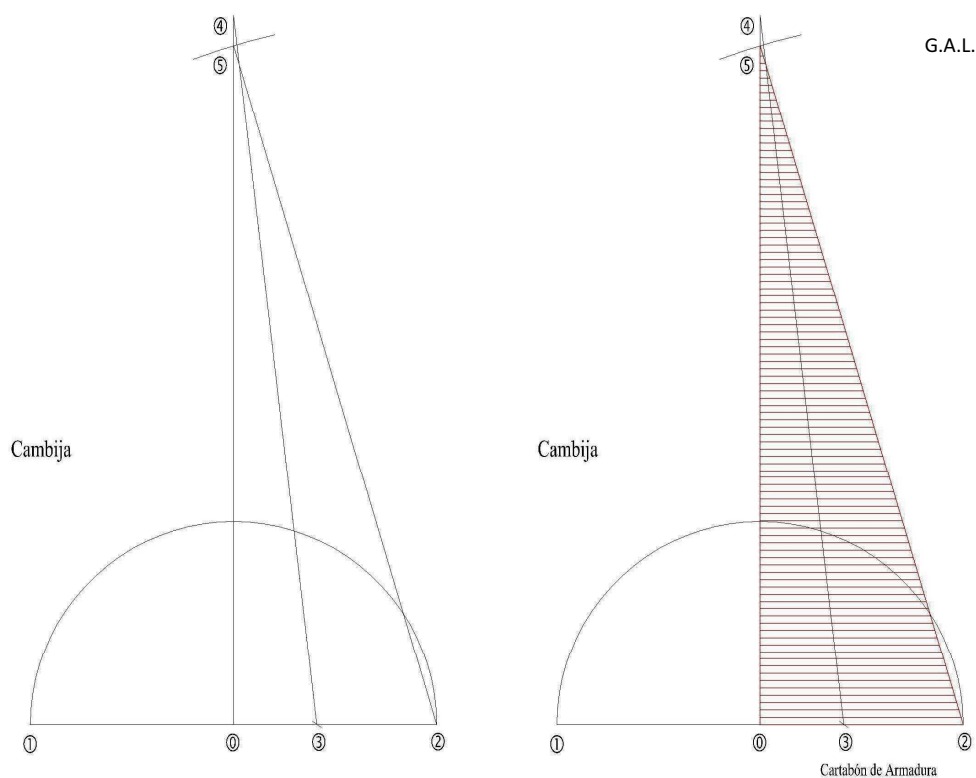 ④
⑤
Cambija
① ⓪ ③ ②
④
⑤
G.A.L.
Cambija
① ⓪ ③ ②
Cartabón de Armadura